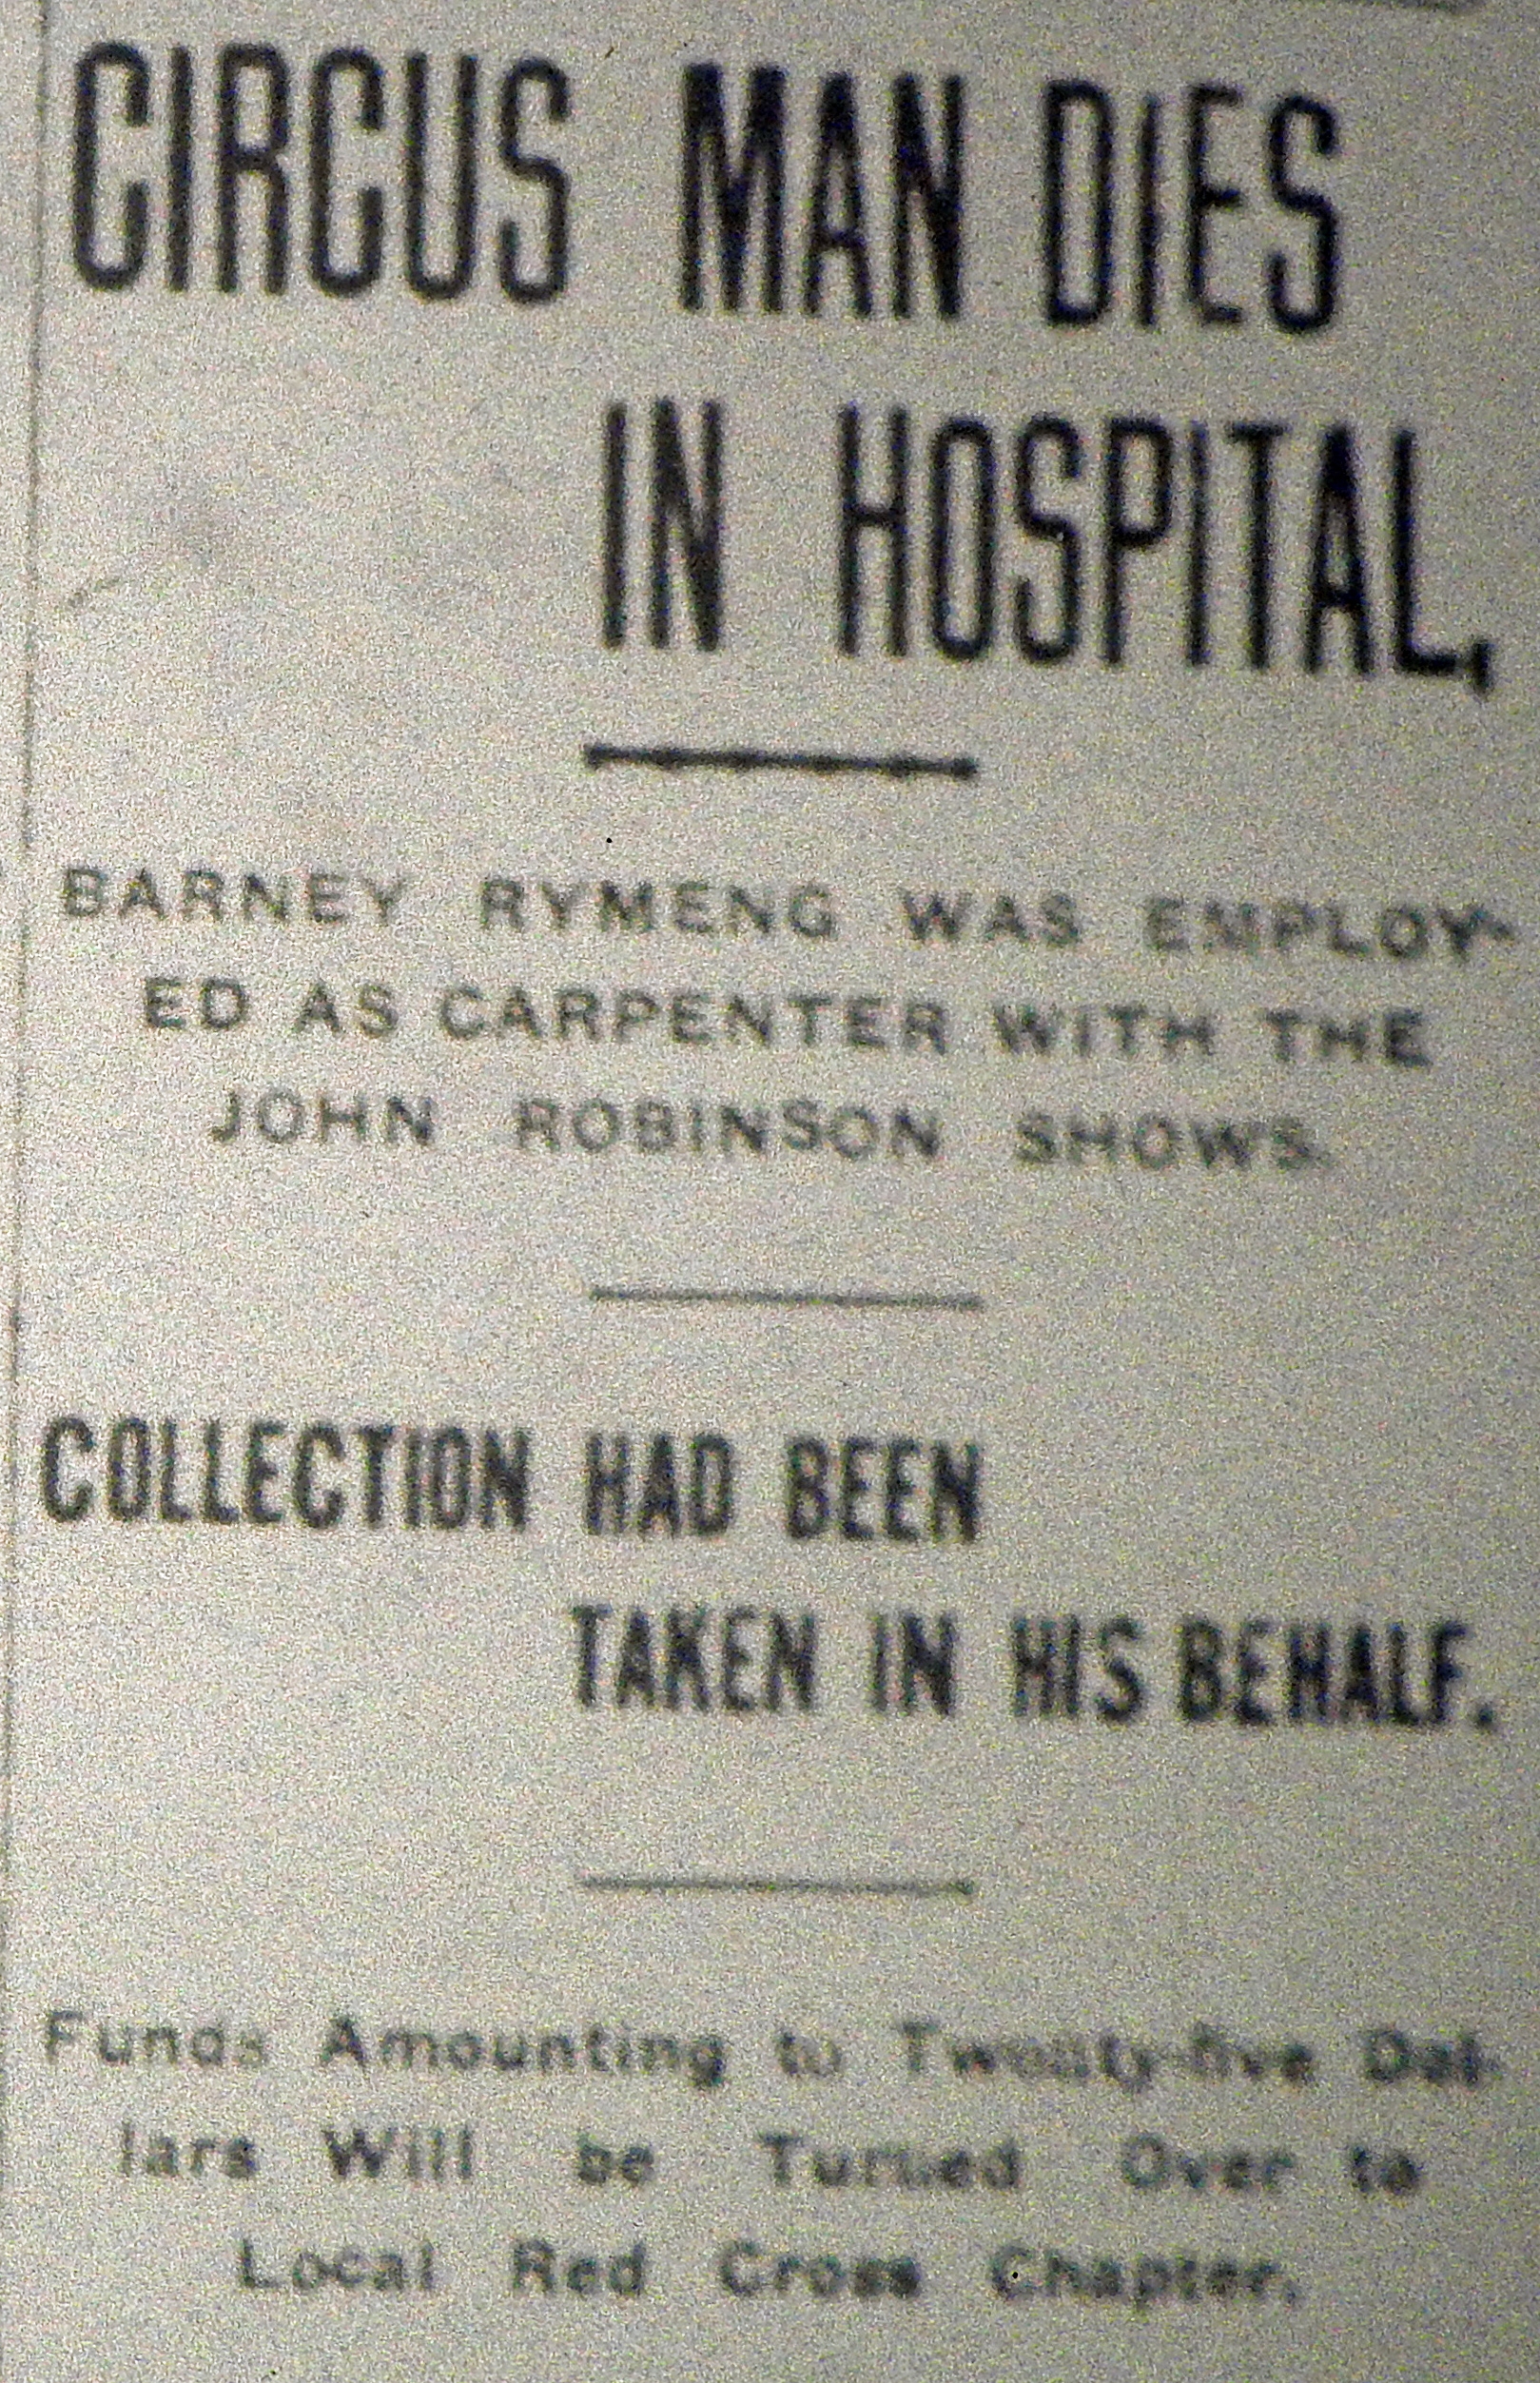 CIRCUS MAN DIES
IN HOSPITAL,
BARNEY RYMENG WAS EMPLOY-
ED AS CARPENTER WITH THE
JOHN ROBINSON SHOWS.
COLLECTION HAD BEEN
TAKEN IN HIS BEHALF.
Funds Amounting to Twenty-five Dol-
lars Will be Turned Over to
Local Red Cross Chapter.